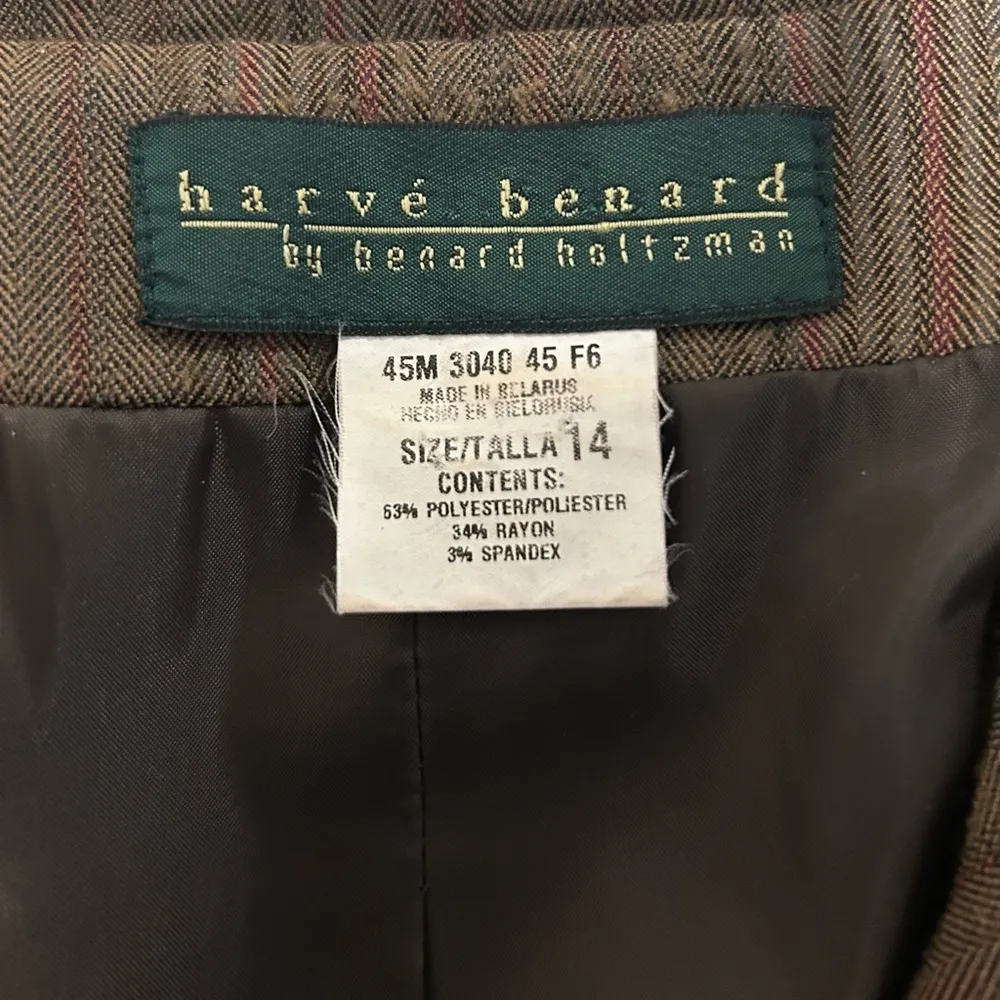 harvé benard
by benard holtzman
45M 3040 45 F6
MADE IN BELARUS
HECHO EN BIELORUSIA
SIZE/TALLA 14
CONTENTS:
63% POLYESTER/POLIESTER
34% RAYON
3% SPANDEX